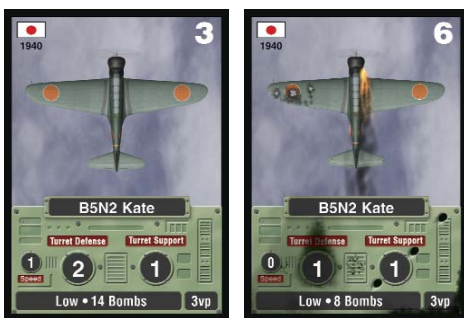 3
1940
B5N2 Kate
Turret Defense Turret Support
1 2 1
Speed
Low • 14 Bombs 3vp
6
1940
B5N2 Kate
Turret Defense Turret Support
0 1 1
Speed
Low • 8 Bombs 3vp